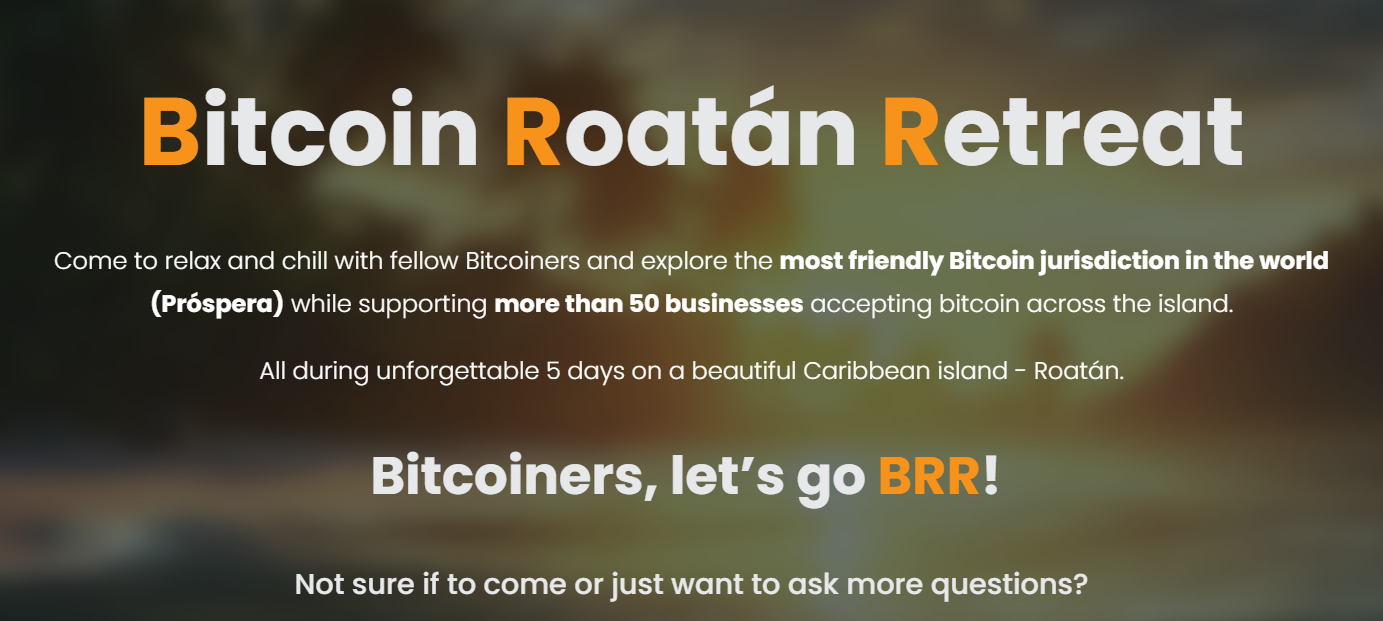 Bitcoin Roatán Retreat
Come to relax and chill with fellow Bitcoiners and explore the most friendly Bitcoin jurisdiction in the world
(Próspera) while supporting more than 50 businesses accepting bitcoin across the island.
All during unforgettable 5 days on a beautiful Caribbean island - Roatán.
Bitcoiners, let’s go BRR!
Not sure if to come or just want to ask more questions?